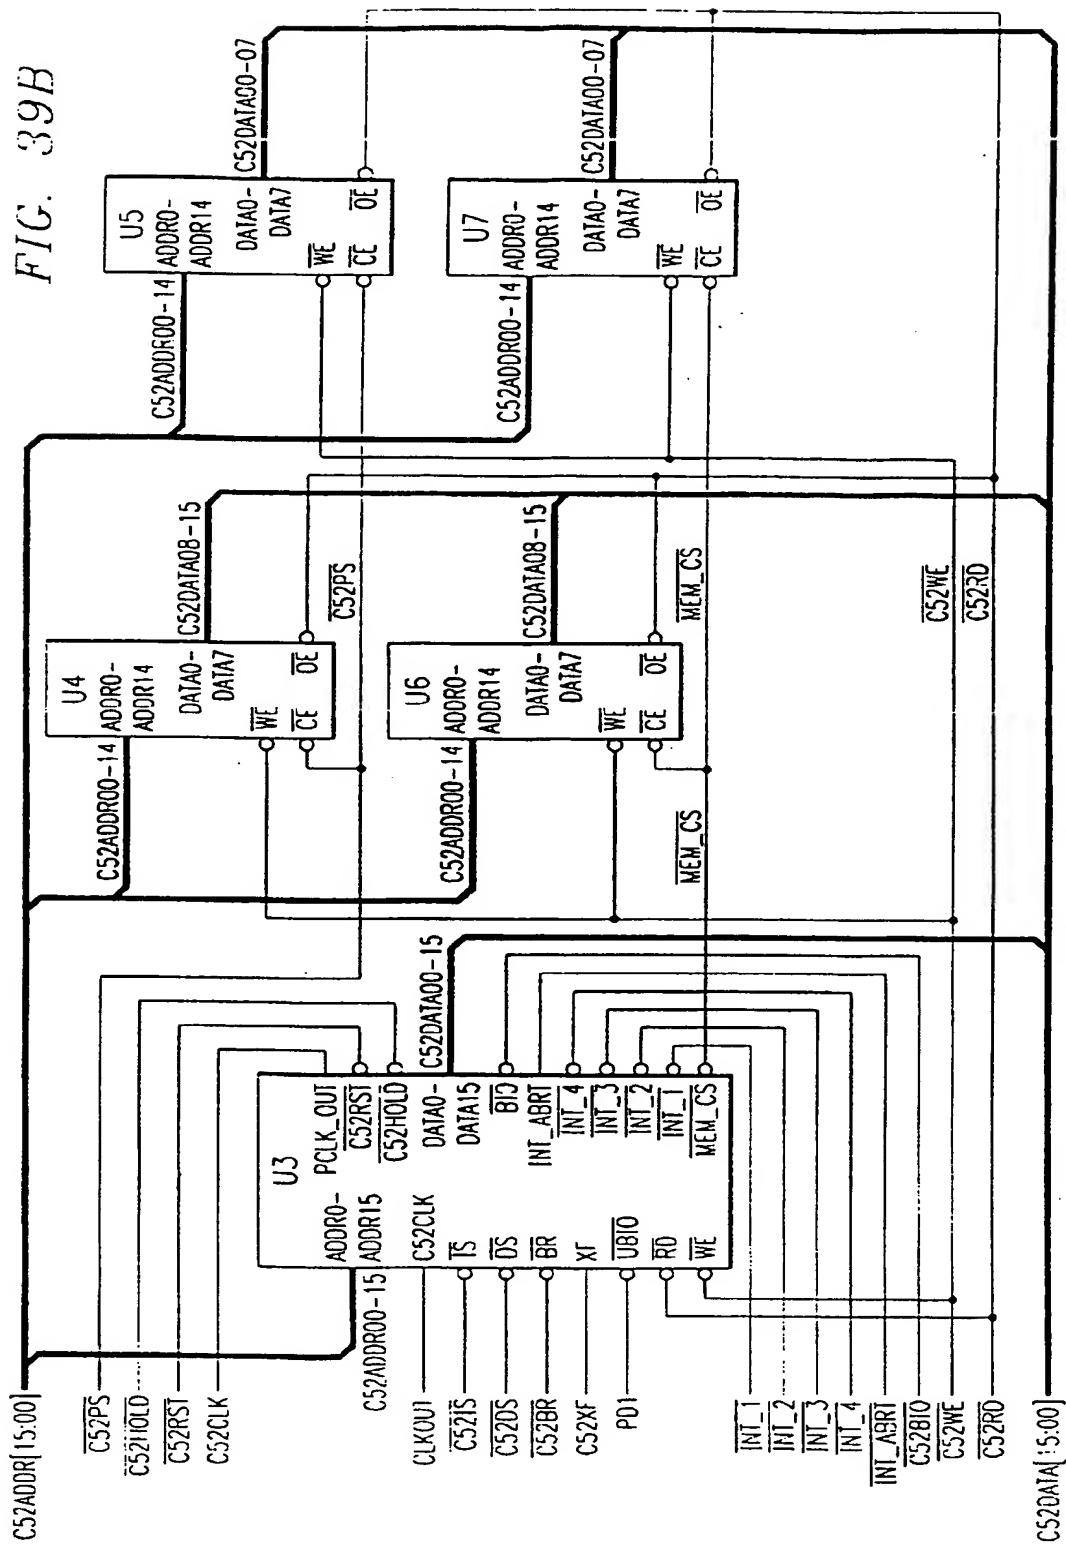 FIG. 39B
C52ADDR[15:00]
C52PS
C52HOLD
C52RST
C52CLK
C52ADDR00-15
CLKOUT
C52IS
C52DS
C52BR
C52XF
PD1
INT_1
INT_2
INT_3
INT_4
INT_ABRT
C52BIO
C52WE
C52RD
C52DATA[15:00]
U3
ADDR0-
ADDR15
C52CLK
IS
DS
BR
XF
UBIO
RD
WE
PCLK_OUT
C52RST
C52HOLD
DATA0-
DATA15
BIO
INT_ABRT
INT_4
INT_3
INT_2
INT_1
MEM_CS
C52DATA00-15
MEM_CS
C52ADDR00-14
U4
ADDR0-
ADDR14
DATA0-
DATA7
WE
CE
OE
C52DATA08-15
C52PS
C52ADDR00-14
U6
ADDR0-
ADDR14
DATA0-
DATA7
WE
CE
OE
C52DATA08-15
MEM_CS
C52WE
C52RD
C52ADDR00-14
U5
ADDR0-
ADDR14
DATA0-
DATA7
WE
CE
OE
C52DATA00-07
C52ADDR00-14
U7
ADDR0-
ADDR14
DATA0-
DATA7
WE
CE
OE
C52DATA00-07